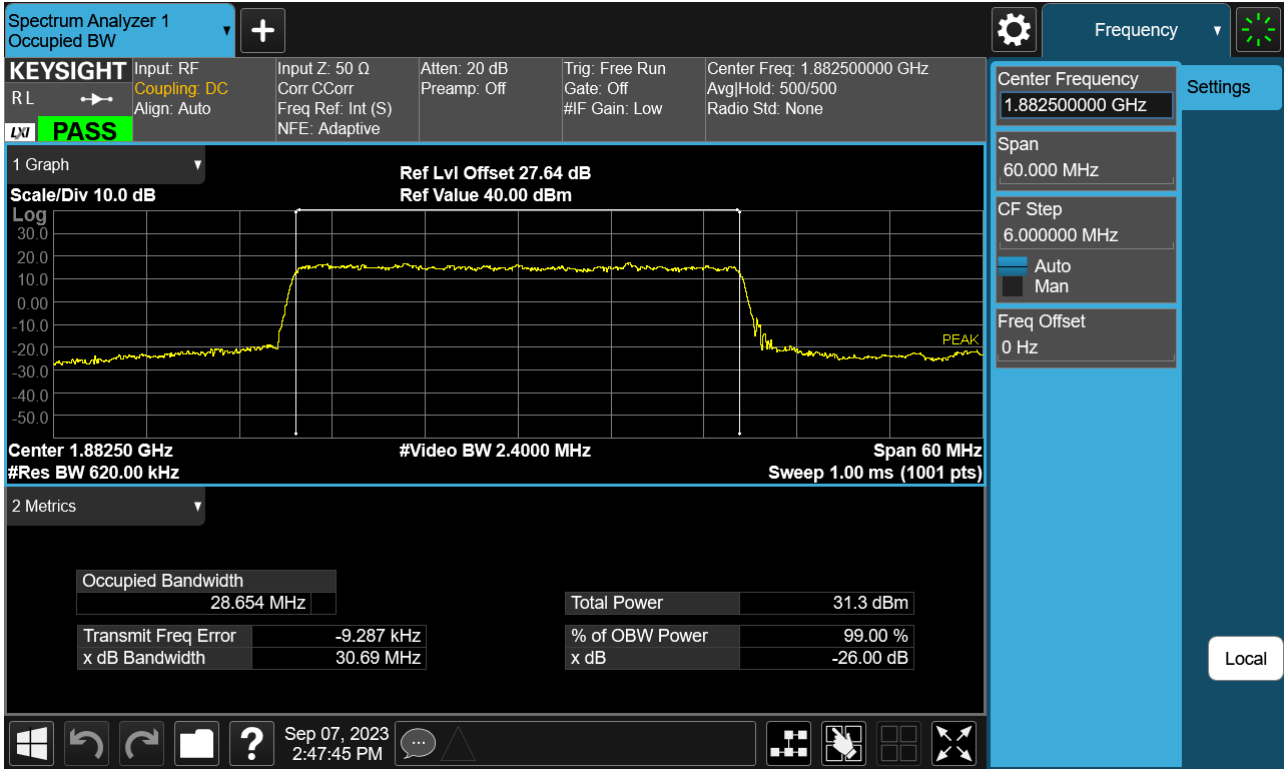 Spectrum Analyzer 1
Occupied BW
Frequency
KEYSIGHT
R L
LXI PASS
Input: RF
Coupling: DC
Align: Auto
Input Z: 50 Ω
Corr CCorr
Freq Ref: Int (S)
NFE: Adaptive
Atten: 20 dB
Preamp: Off
Trig: Free Run
Gate: Off
#IF Gain: Low
Center Freq: 1.882500000 GHz
Avg|Hold: 500/500
Radio Std: None
1 Graph
Scale/Div 10.0 dB
Ref Lvl Offset 27.64 dB
Ref Value 40.00 dBm
Log
30.0
20.0
10.0
0.00
-10.0
-20.0
-30.0
-40.0
-50.0
PEAK
Center 1.88250 GHz
#Video BW 2.4000 MHz
Span 60 MHz
#Res BW 620.00 kHz
Sweep 1.00 ms (1001 pts)
2 Metrics
Occupied Bandwidth
28.654 MHz
Total Power 31.3 dBm
Transmit Freq Error -9.287 kHz
% of OBW Power 99.00 %
x dB Bandwidth 30.69 MHz
x dB -26.00 dB
Center Frequency
1.882500000 GHz
Span
60.000 MHz
CF Step
6.000000 MHz
Auto
Man
Freq Offset
0 Hz
Settings
Local
?
Sep 07, 2023
2:47:45 PM